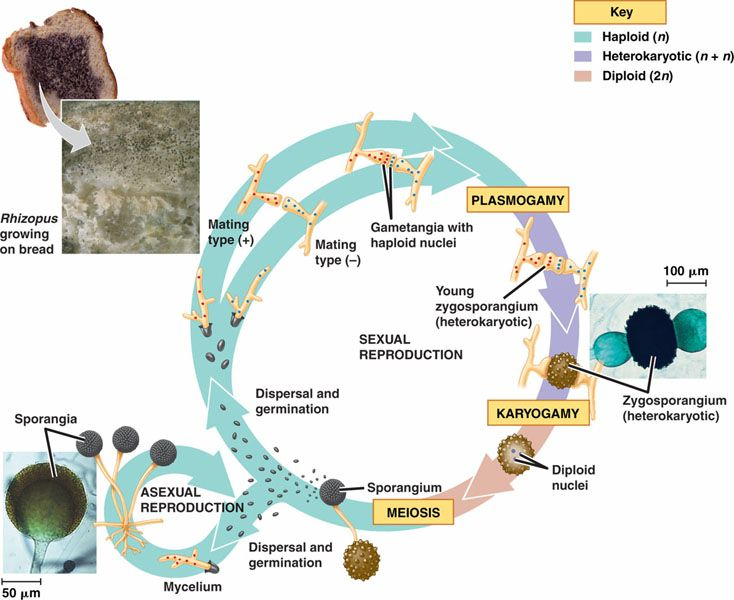 Key
Haploid (n)
Heterokaryotic (n + n)
Diploid (2n)
Rhizopus
growing
on bread
Mating
type (+)
Mating
type (–)
Gametangia with
haploid nuclei
PLASMOGAMY
100 µm
Young
zygosporangium
(heterokaryotic)
SEXUAL
REPRODUCTION
Zygosporangium
(heterokaryotic)
KARYOGAMY
Diploid
nuclei
Dispersal and
germination
Sporangia
Sporangium
ASEXUAL
REPRODUCTION
MEIOSIS
Dispersal and
germination
Mycelium
50 µm